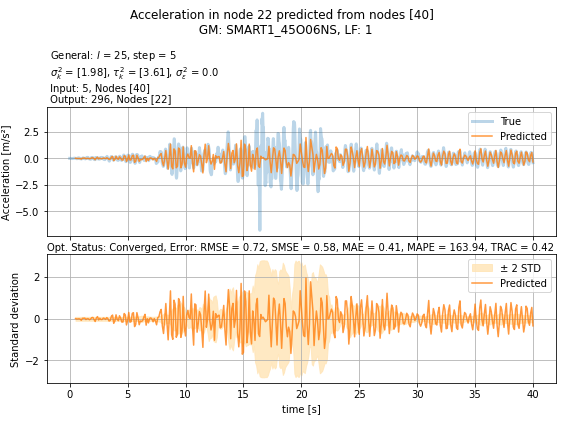 Acceleration in node 22 predicted from nodes [40]
GM: SMART1_45O06NS, LF: 1
General: l = 25, step = 5
σ²ₖ = [1.98], τ²ₖ = [3.61], σ²ε = 0.0
Input: 5, Nodes [40]
Output: 296, Nodes [22]
True
Predicted
2.5
0.0
−2.5
−5.0
Acceleration [m/s²]
Opt. Status: Converged, Error: RMSE = 0.72, SMSE = 0.58, MAE = 0.41, MAPE = 163.94, TRAC = 0.42
± 2 STD
Predicted
2
0
−2
Standard deviation
0 5 10 15 20 25 30 35 40
time [s]